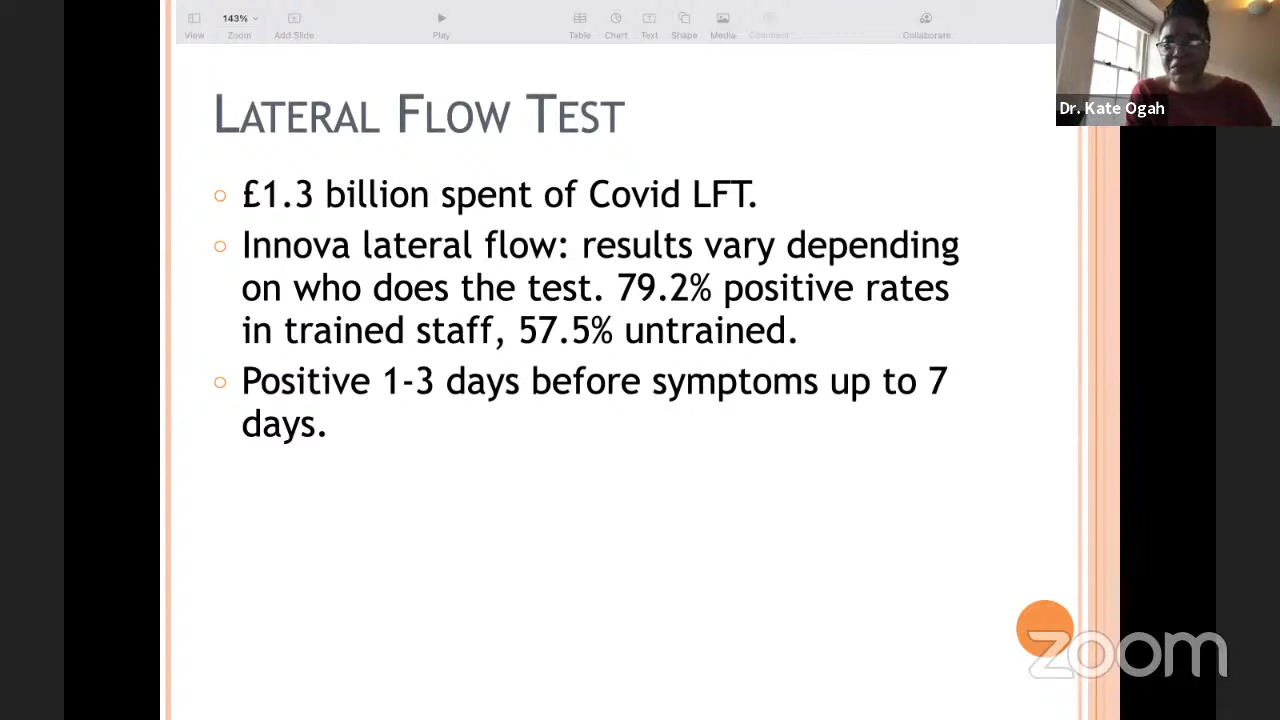 143%
View
Zoom
Add Slide
Play
Table
Chart
Text
Shape
Media
Comment
Collaborate
Dr. Kate Ogah
LATERAL FLOW TEST
£1.3 billion spent of Covid LFT.
Innova lateral flow: results vary depending
on who does the test. 79.2% positive rates
in trained staff, 57.5% untrained.
Positive 1-3 days before symptoms up to 7
days.
zoom